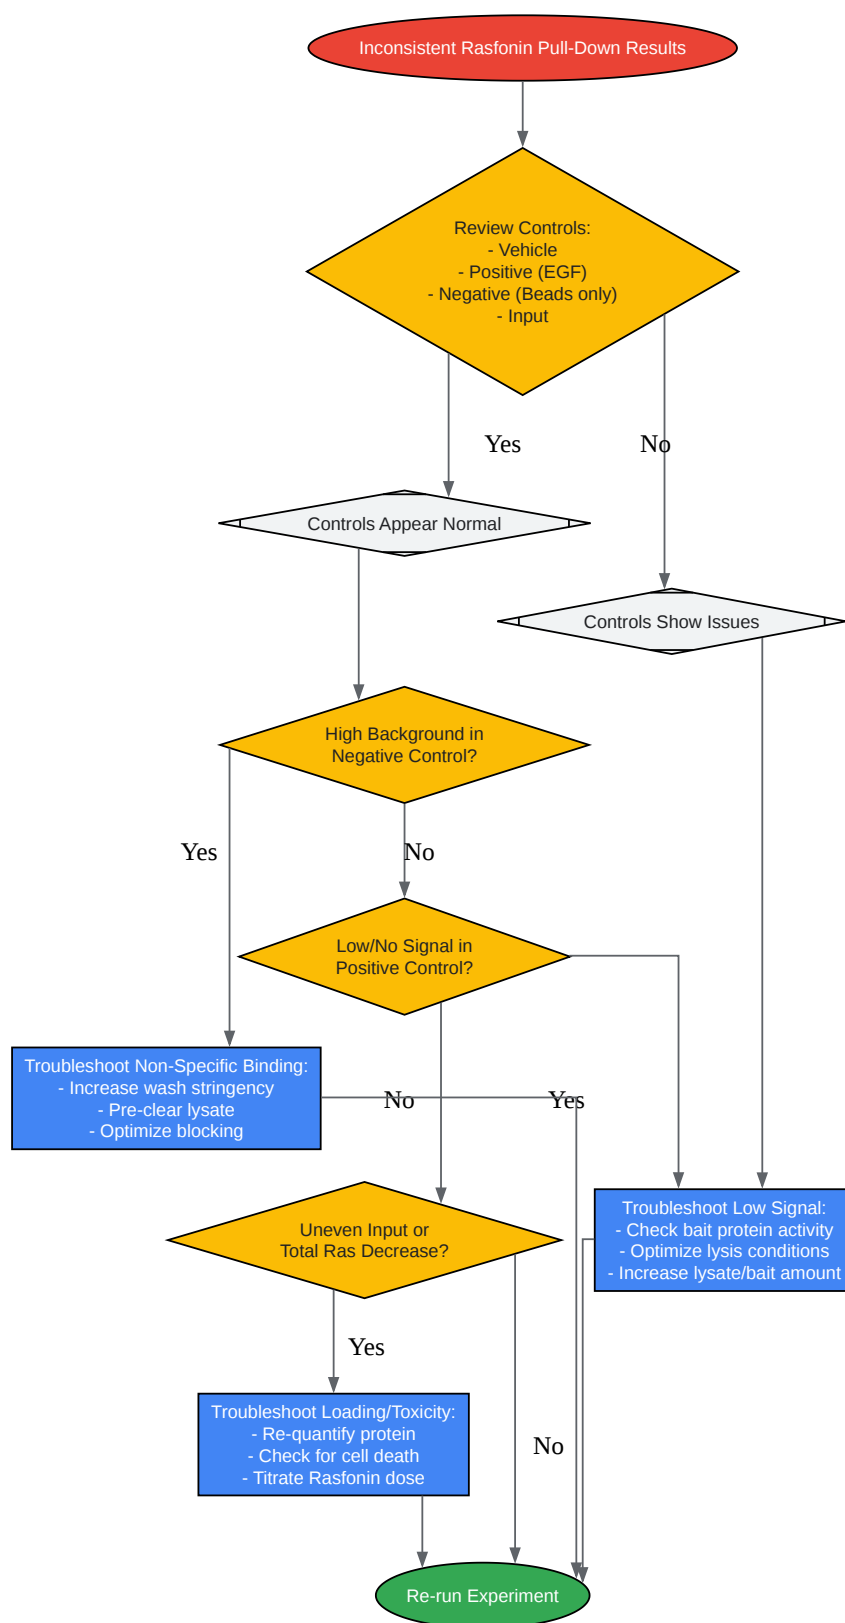 Inconsistent Rasfonin Pull-Down Results
Review Controls:
- Vehicle
- Positive (EGF)
- Negative (Beads only)
- Input
Yes
No
Controls Appear Normal
Controls Show Issues
High Background in
Negative Control?
Yes
No
Low/No Signal in
Positive Control?
Troubleshoot Non-Specific Binding:
- Increase wash stringency
- Pre-clear lysate
- Optimize blocking
No
Yes
Troubleshoot Low Signal:
- Check bait protein activity
- Optimize lysis conditions
- Increase lysate/bait amount
Uneven Input or
Total Ras Decrease?
Yes
No
Troubleshoot Loading/Toxicity:
- Re-quantify protein
- Check for cell death
- Titrate Rasfonin dose
Re-run Experiment